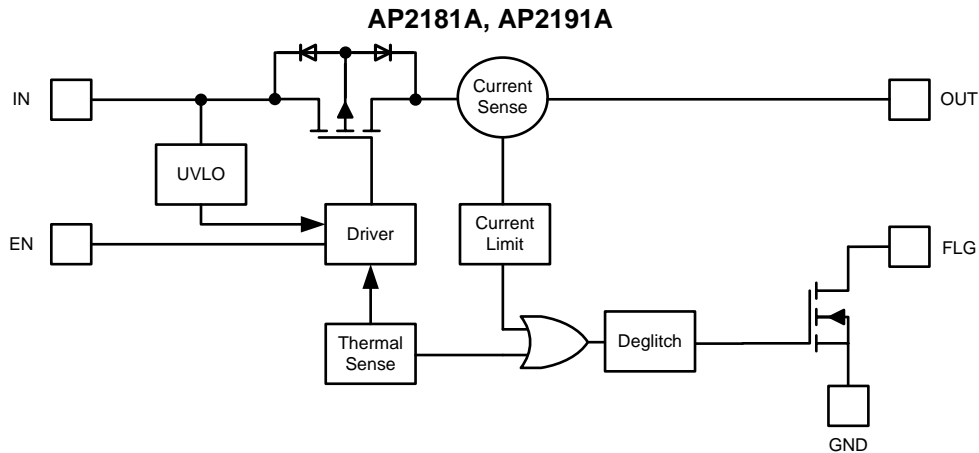 AP2181A, AP2191A
IN
Current
Sense
OUT
UVLO
EN
Driver
Current
Limit
FLG
Thermal
Sense
Deglitch
GND